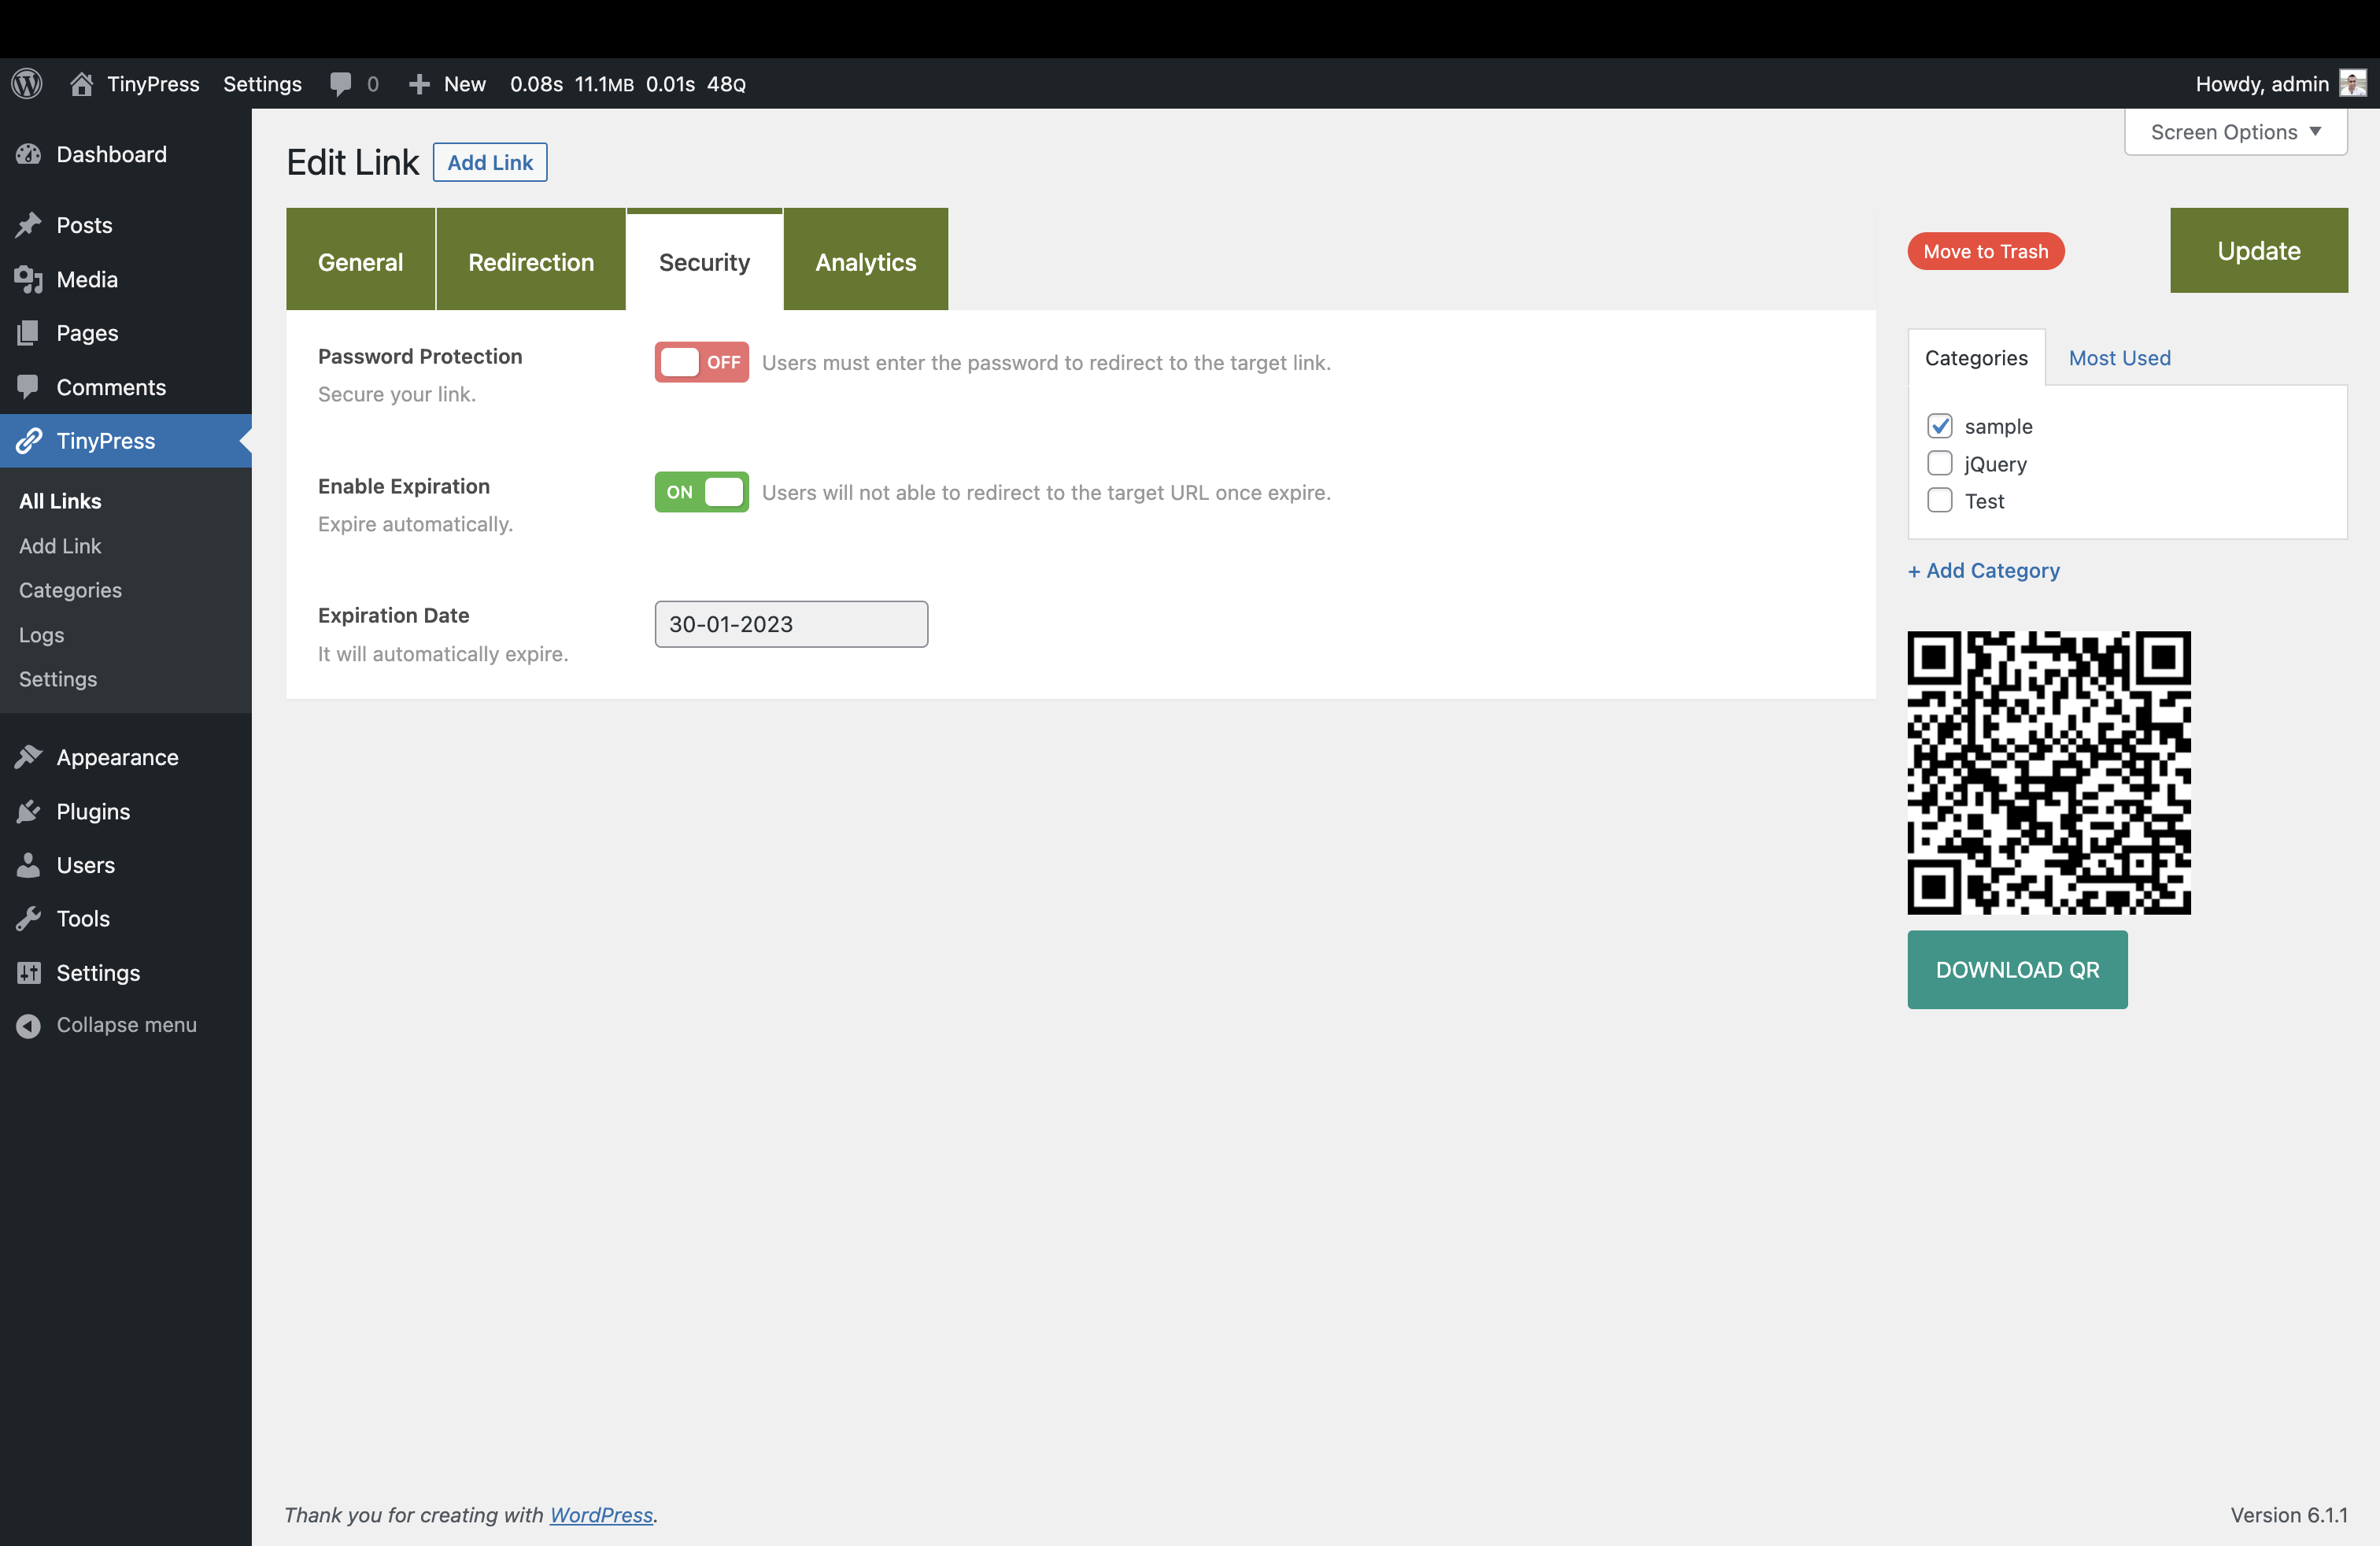 TinyPress Settings 0 New 0.08s 11.1MB 0.01s 48Q Howdy, admin
Screen Options
Dashboard
Posts
Media
Pages
Comments
TinyPress
All Links
Add Link
Categories
Logs
Settings
Appearance
Plugins
Users
Tools
Settings
Collapse menu
Edit Link Add Link
General Redirection Security Analytics
Password Protection
Secure your link.
OFF Users must enter the password to redirect to the target link.
Enable Expiration
Expire automatically.
ON Users will not able to redirect to the target URL once expire.
Expiration Date
It will automatically expire.
30-01-2023
Move to Trash Update
Categories Most Used
sample
jQuery
Test
+ Add Category
DOWNLOAD QR
Thank you for creating with WordPress.
Version 6.1.1